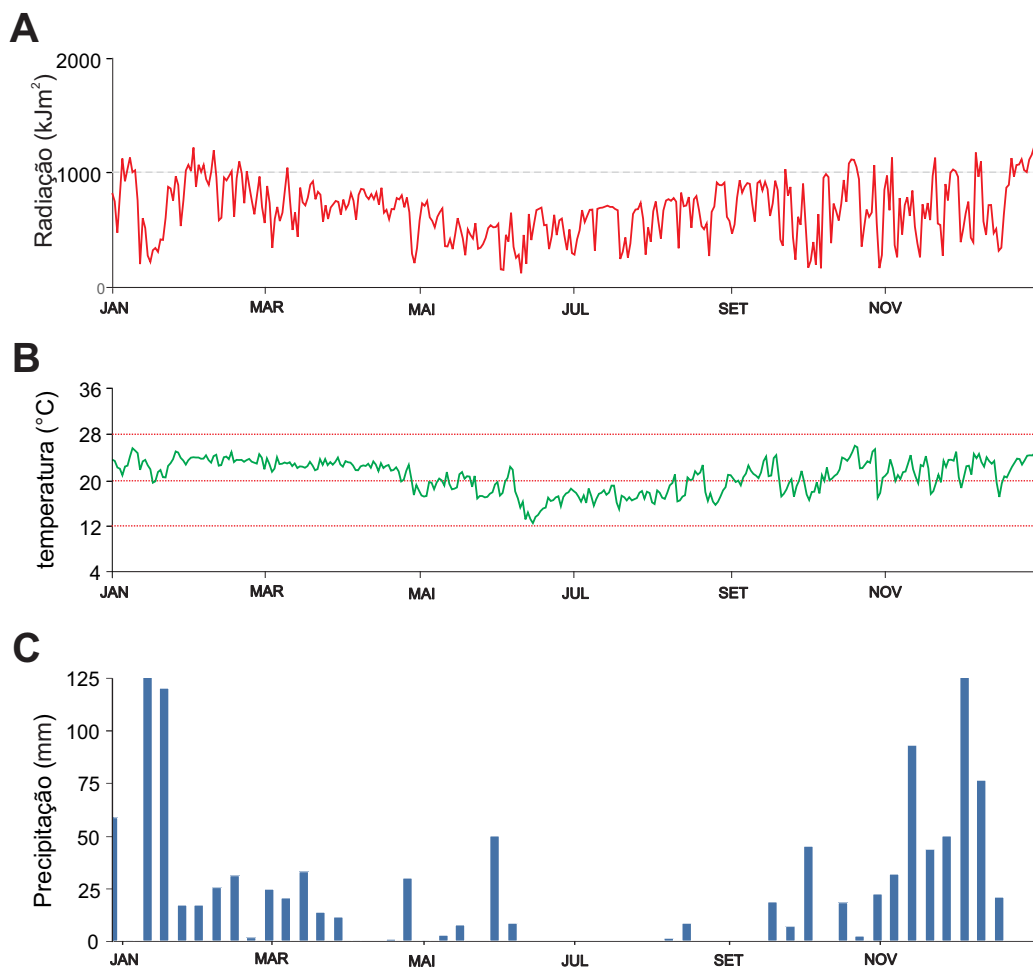 A
Radiação (kJm²)
2000
1000
0
JAN MAR MAI JUL SET NOV
B
temperatura (°C)
36
28
20
12
4
JAN MAR MAI JUL SET NOV
C
Precipitação (mm)
125
100
75
50
25
0
JAN MAR MAI JUL SET NOV